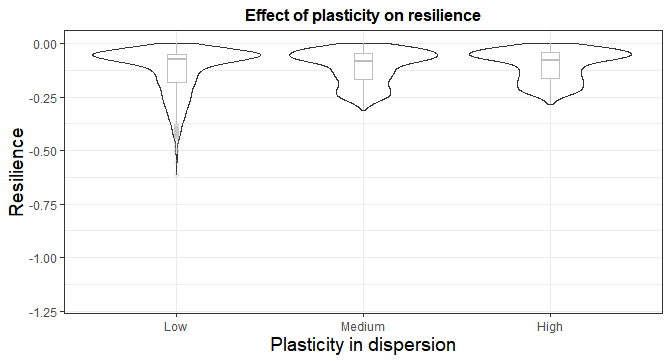 Effect of plasticity on resilience
0.00
-0.25
-0.50
-0.75
-1.00
-1.25
Resilience
Low
Medium
High
Plasticity in dispersion